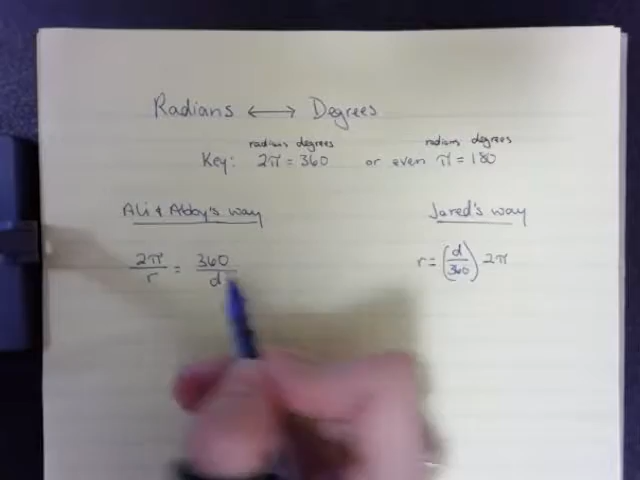 Radians ↔ Degrees
radians degrees radians degrees
Key: 2π = 360 or even π = 180
Ali & Abby's way Jared's way
2π/r = 360/d r = (d/360) 2π